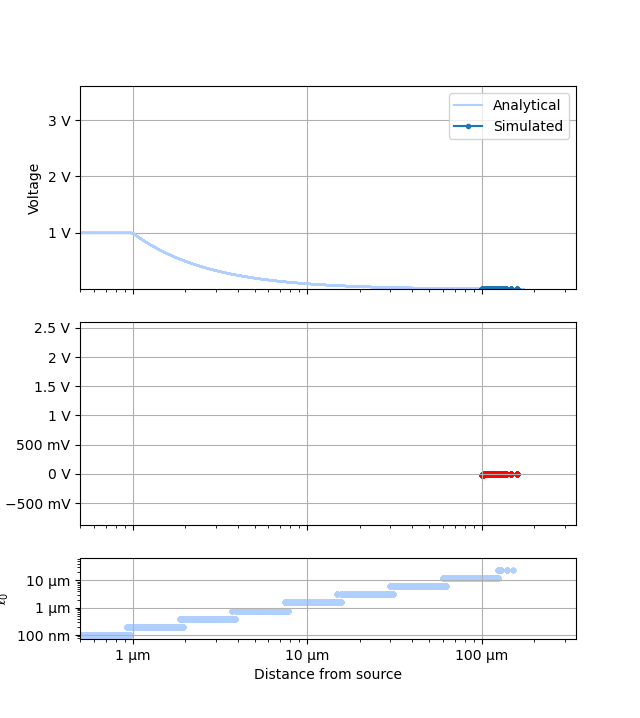 Analytical
Simulated
3 V
2 V
1 V
Voltage
2.5 V
2 V
1.5 V
1 V
500 mV
0 V
−500 mV
10 µm
1 µm
100 nm
1 µm
10 µm
100 µm
Distance from source